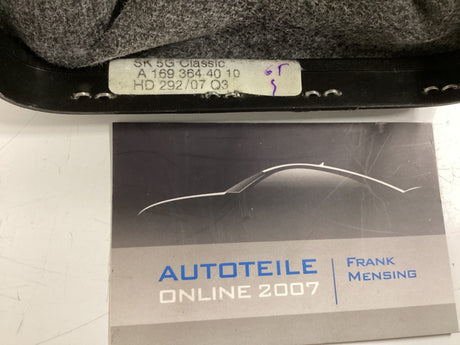 SK 5G Classic
A 169 364 40 10
HD 292/07 Q3
AUTOTEILE
ONLINE 2007
FRANK
MENSING